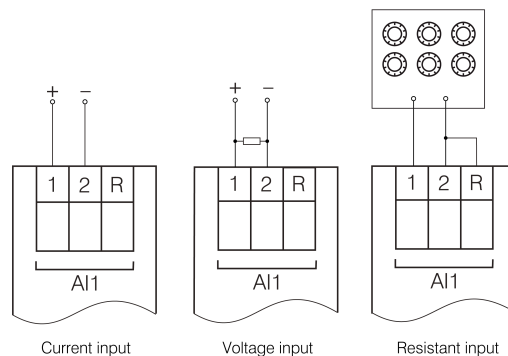 + −
1 2 R
AI1
Current input
+ −
1 2 R
AI1
Voltage input
1 2 R
AI1
Resistant input